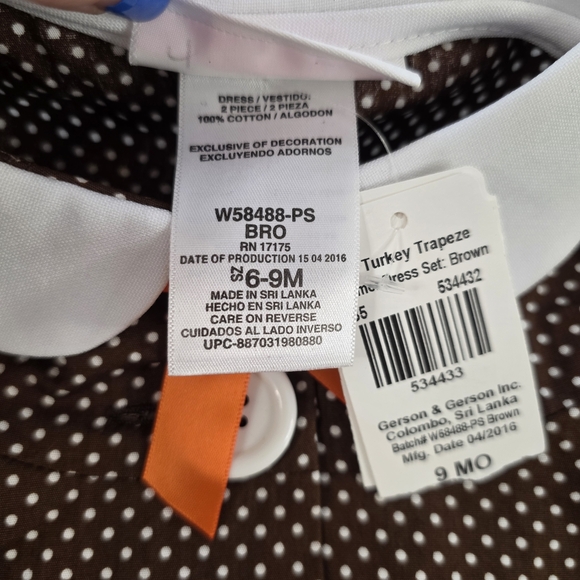 DRESS / VESTIDO:
2 PIECE / 2 PIEZA
100% COTTON / ALGODON
EXCLUSIVE OF DECORATION
EXCLUYENDO ADORNOS
W58488-PS
BRO
RN 17175
DATE OF PRODUCTION 15 04 2016
SZ 6-9M
MADE IN SRI LANKA
HECHO EN SRI LANKA
CARE ON REVERSE
CUIDADOS AL LADO INVERSO
UPC-887031980880
Turkey Trapeze
Dress Set: Brown
534432
534433
Gerson & Gerson Inc.
Colombo, Sri Lanka
Batch# W58488-PS Brown
Mfg. Date 04/2016
9 MO